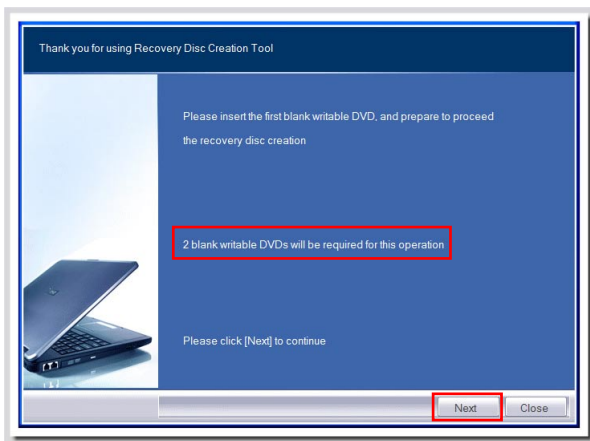 Thank you for using Recovery Disc Creation Tool
Please insert the first blank writable DVD, and prepare to proceed
the recovery disc creation
2 blank writable DVDs will be required for this operation
Please click [Next] to continue
Next Close